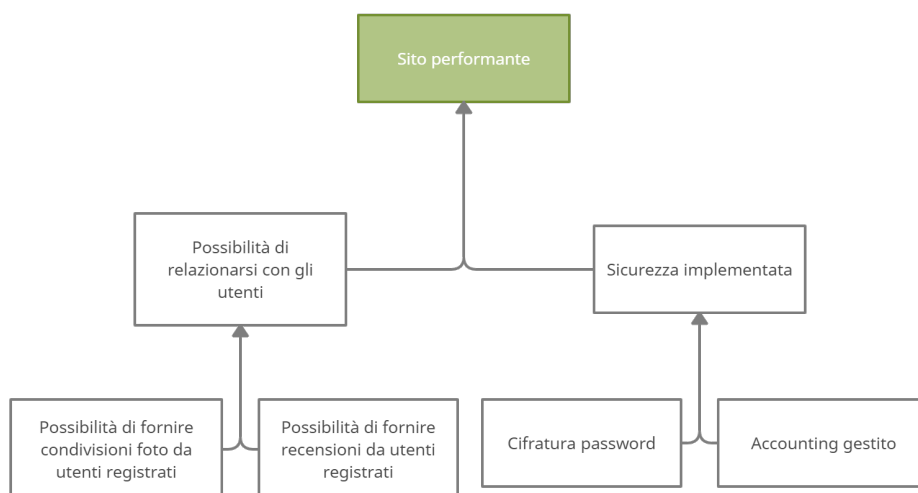 Sito performante
Possibilità di
relazionarsi con gli
utenti
Sicurezza implementata
Possibilità di fornire
condivisioni foto da
utenti registrati
Possibilità di fornire
recensioni da utenti
registrati
Cifratura password
Accounting gestito